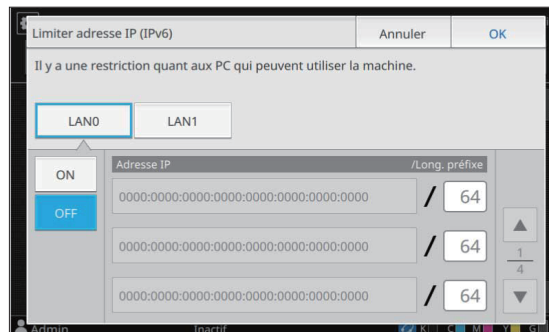 Limiter adresse IP (IPv6)
Annuler
OK
Il y a une restriction quant aux PC qui peuvent utiliser la machine.
LAN0
LAN1
ON
OFF
Adresse IP
/Long. préfixe
0000:0000:0000:0000:0000:0000:0000:0000
/
64
0000:0000:0000:0000:0000:0000:0000:0000
/
64
0000:0000:0000:0000:0000:0000:0000:0000
/
64
1
4
Admin
Inactif
K
C
M
Y
G